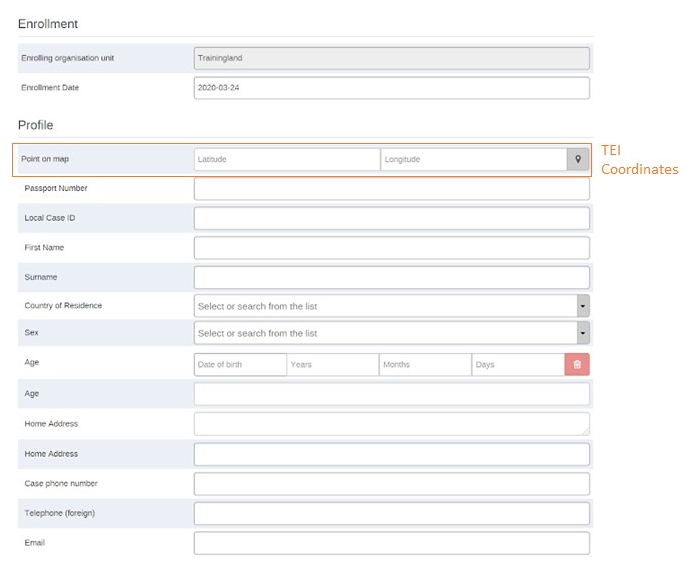 Enrollment
Enrolling organisation unit Trainingland
Enrollment Date 2020-03-24
Profile
Point on map Latitude Longitude
TEI
Coordinates
Passport Number
Local Case ID
First Name
Surname
Country of Residence Select or search from the list
Sex Select or search from the list
Age Date of birth Years Months Days
Age
Home Address
Home Address
Case phone number
Telephone (foreign)
Email